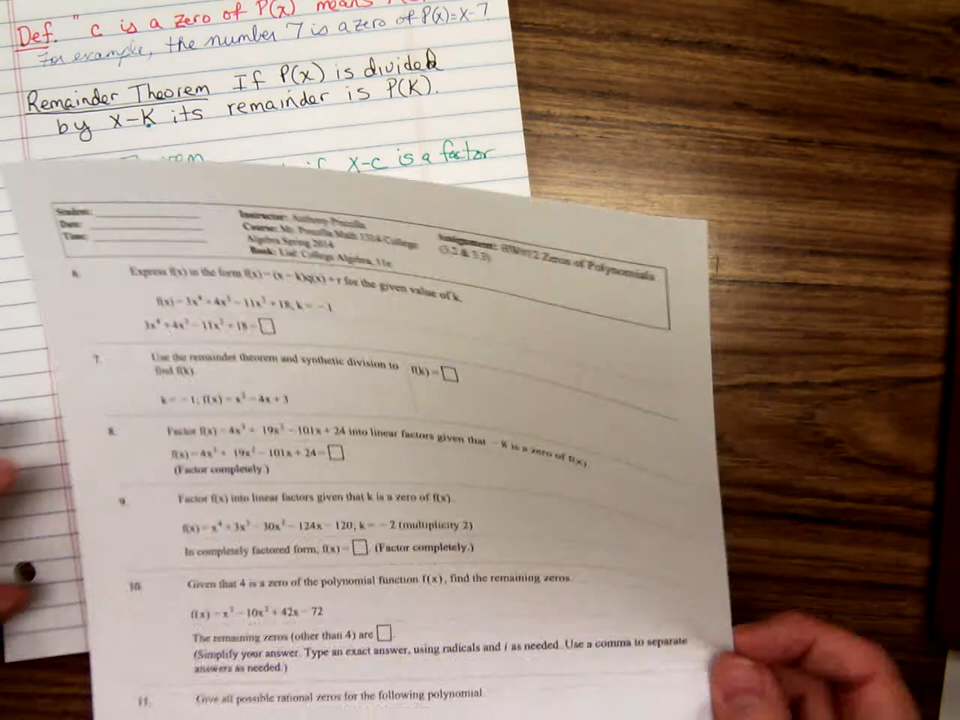 Def. "c is a zero of P(x) means
For example, the number 7 is a zero of P(x)=x-7
Remainder Theorem If P(x) is divided
by x-K its remainder is P(K).
if x-c is a factor
Student:
Date:
Time:
Instructor: Anthony
Course: Mr. Math 1314-College
Algebra Spring 2014
Book: Lial: College Algebra, 11e
Assignment: 12 Zeros of Polynomials
(3.2 & 3.3)
6. Express f(x) in the form f(x) = (x − k)q(x) + r for the given value of k.
f(x) = 3x⁴ + 4x³ − 11x² + 18, k = − 1
3x⁴ + 4x³ − 11x² + 18 =
7. Use the remainder theorem and synthetic division to
find f(k).
f(k) =
k = − 1; f(x) = x² − 4x + 3
8. Factor f(x) = 4x³ + 19x² − 101x + 24 into linear factors given that − 8 is a zero of f(x).
f(x) = 4x³ + 19x² − 101x + 24 =
(Factor completely.)
9. Factor f(x) into linear factors given that k is a zero of f(x).
f(x) = x⁴ + 3x³ − 30x² − 124x − 120; k = − 2 (multiplicity 2)
In completely factored form, f(x) = . (Factor completely.)
10. Given that 4 is a zero of the polynomial function f(x), find the remaining zeros.
f(x) = x³ − 10x² + 42x − 72
The remaining zeros (other than 4) are .
(Simplify your answer. Type an exact answer, using radicals and i as needed. Use a comma to separate
answers as needed.)
11. Give all possible rational zeros for the following polynomial.